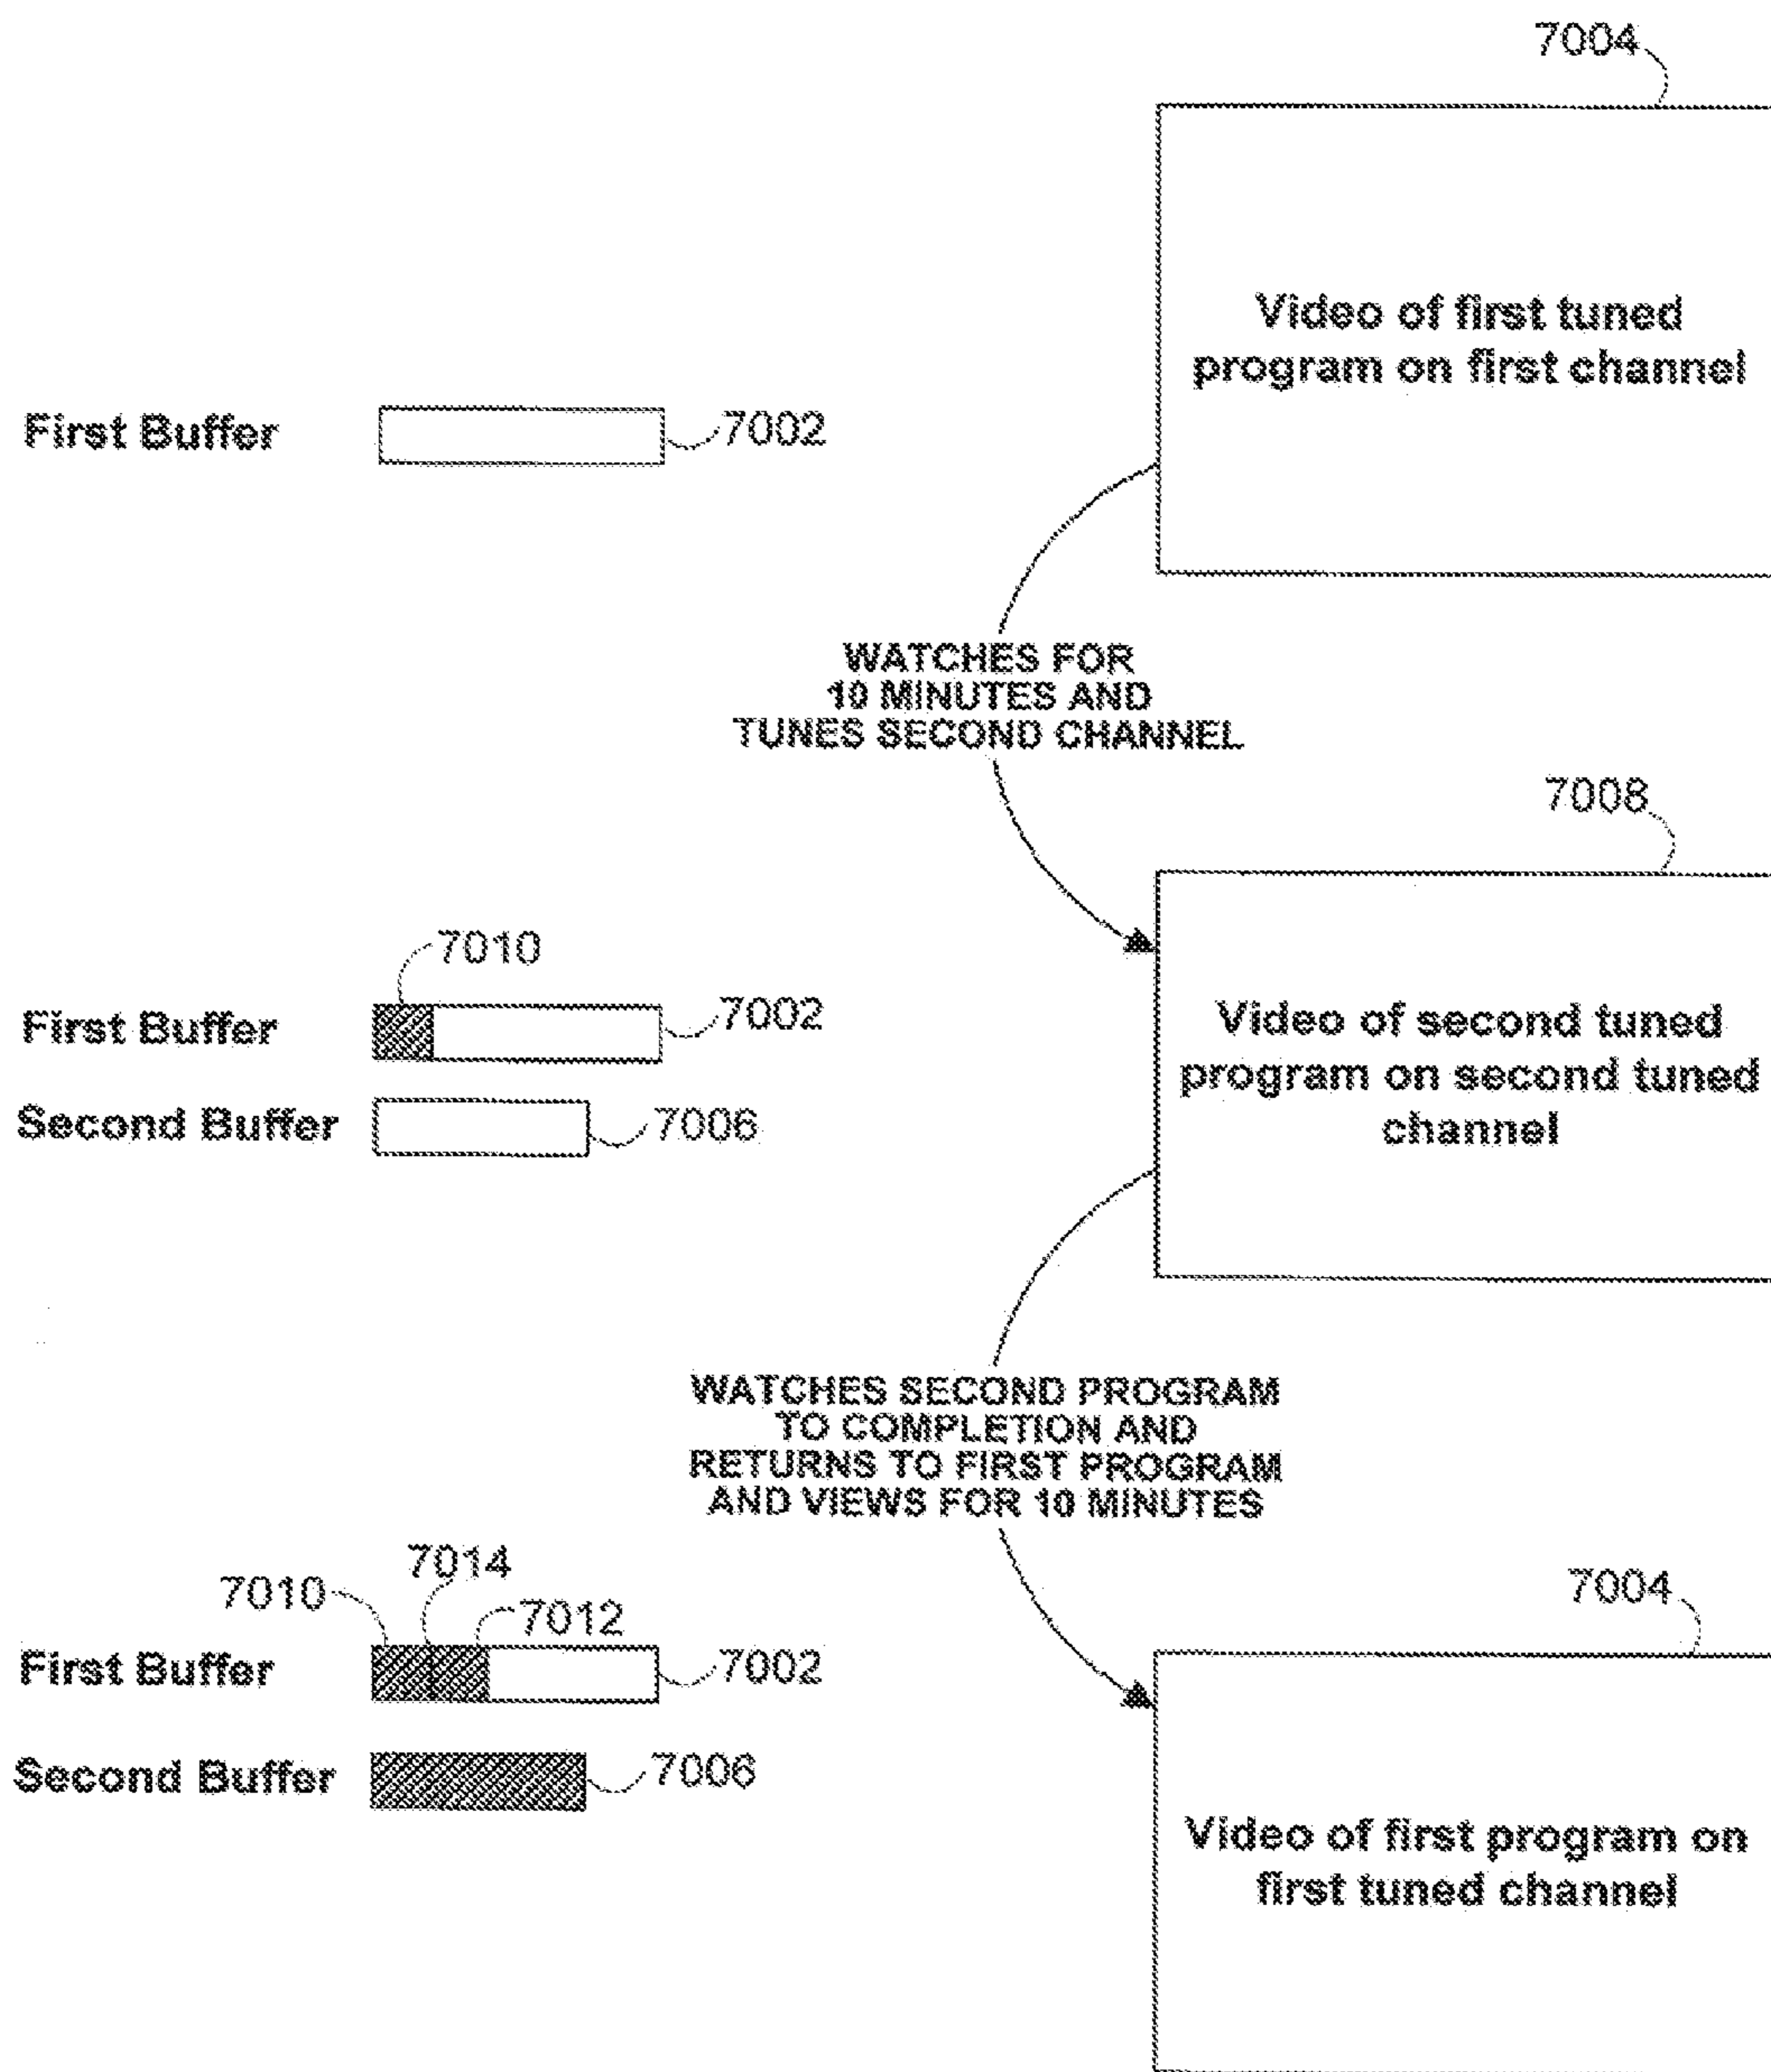 7004
Video of first tuned
program on first channel
First Buffer
7002
WATCHES FOR
10 MINUTES AND
TUNES SECOND CHANNEL
7008
7010
First Buffer
7002
Second Buffer
7006
Video of second tuned
program on second tuned
channel
WATCHES SECOND PROGRAM
TO COMPLETION AND
RETURNS TO FIRST PROGRAM
AND VIEWS FOR 10 MINUTES
7004
7010
7014
7012
First Buffer
7002
Second Buffer
7006
Video of first program on
first tuned channel